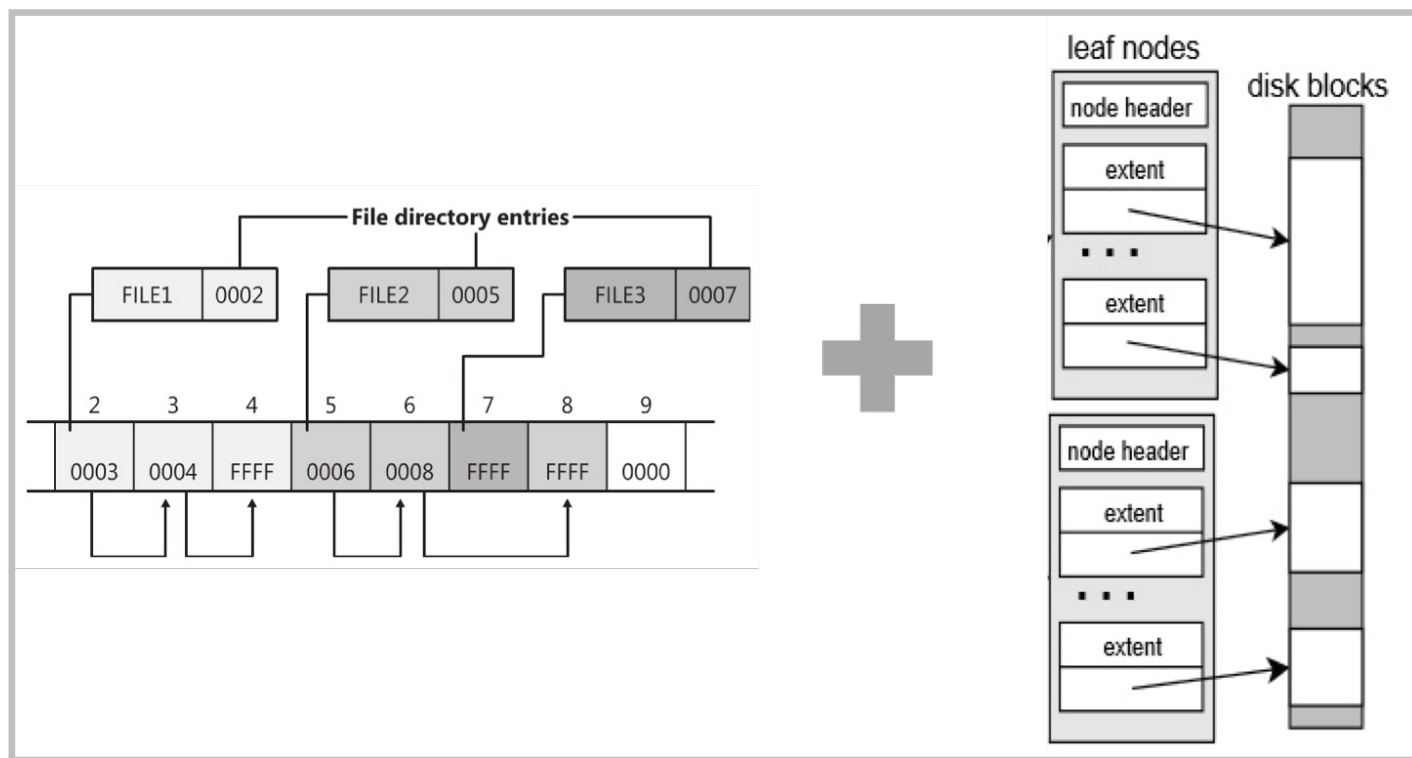 File directory entries
FILE1 0002 FILE2 0005 FILE3 0007
2 3 4 5 6 7 8 9
0003 0004 FFFF 0006 0008 FFFF FFFF 0000
leaf nodes
disk blocks
node header
extent
. . .
extent
node header
extent
. . .
extent